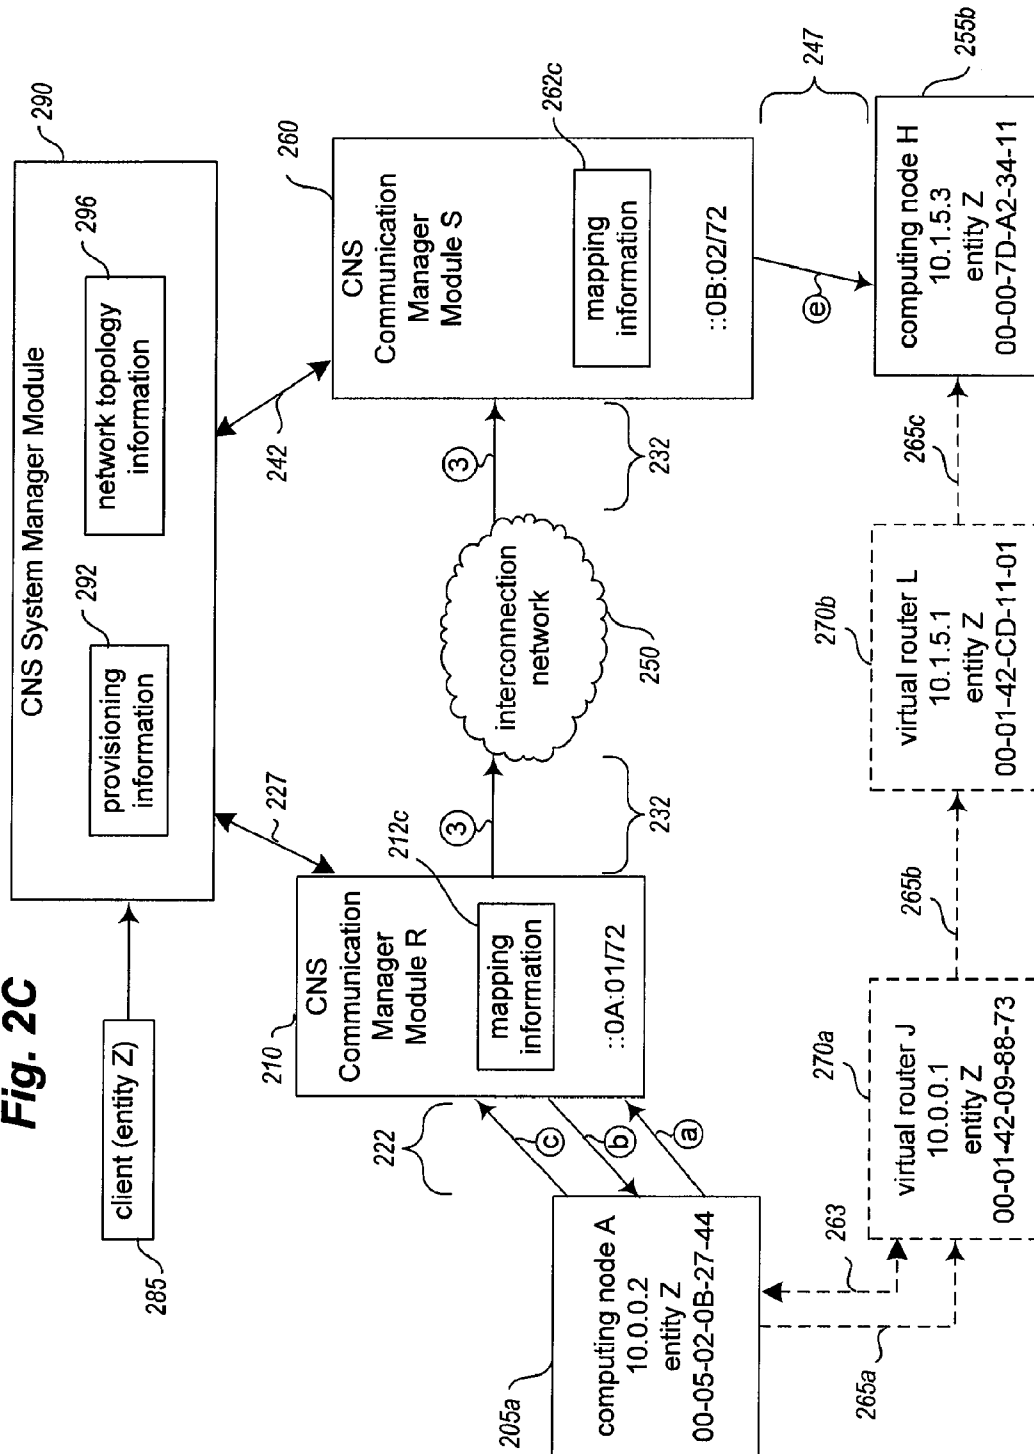 Fig. 2C
285
client (entity Z)
290
CNS System Manager Module
292
provisioning
information
296
network topology
information
227
242
210
CNS
Communication
Manager
Module R
212c
mapping
information
::0A:01/72
3
232
interconnection
network
250
3
232
260
CNS
Communication
Manager
Module S
262c
mapping
information
::0B:02/72
222
c
b
a
e
247
205a
computing node A
10.0.0.2
entity Z
00-05-02-0B-27-44
263
265a
270a
virtual router J
10.0.0.1
entity Z
00-01-42-09-88-73
265b
270b
virtual router L
10.1.5.1
entity Z
00-01-42-CD-11-01
265c
255b
computing node H
10.1.5.3
entity Z
00-00-7D-A2-34-11